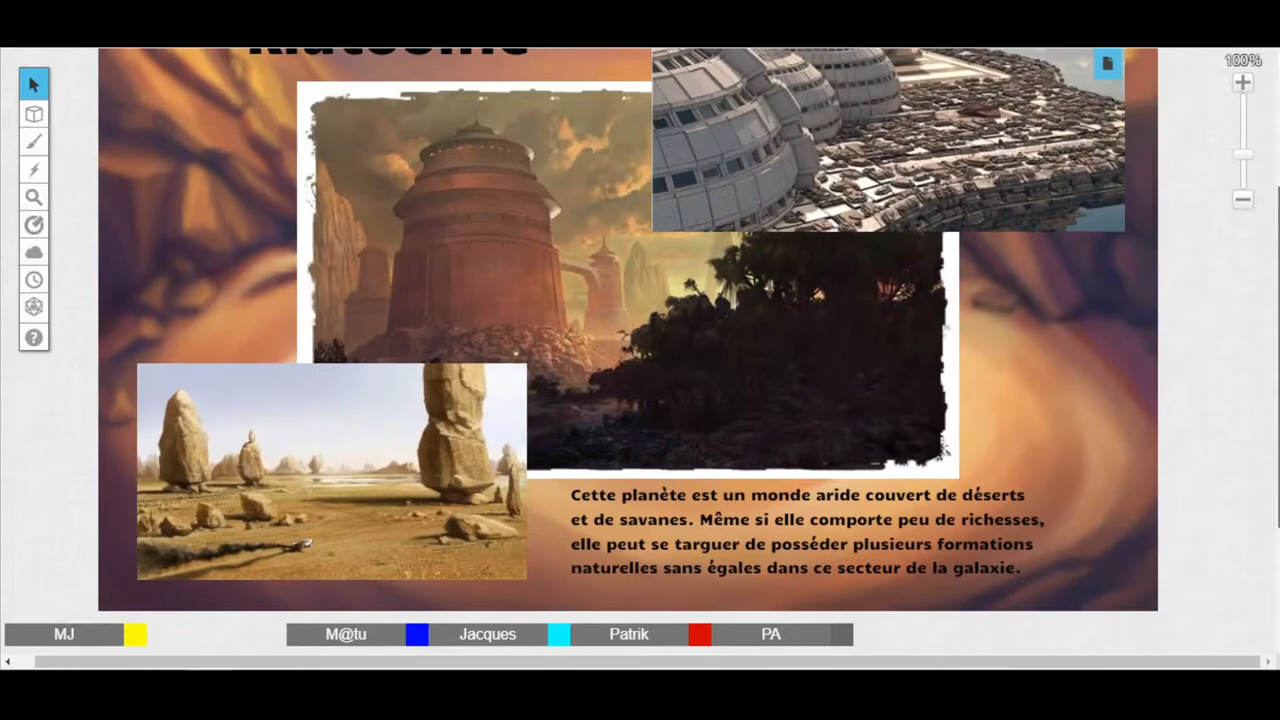 100%
Cette planète est un monde aride couvert de déserts
et de savanes. Même si elle comporte peu de richesses,
elle peut se targuer de posséder plusieurs formations
naturelles sans égales dans ce secteur de la galaxie.
MJ
M@tu
Jacques
Patrik
PA